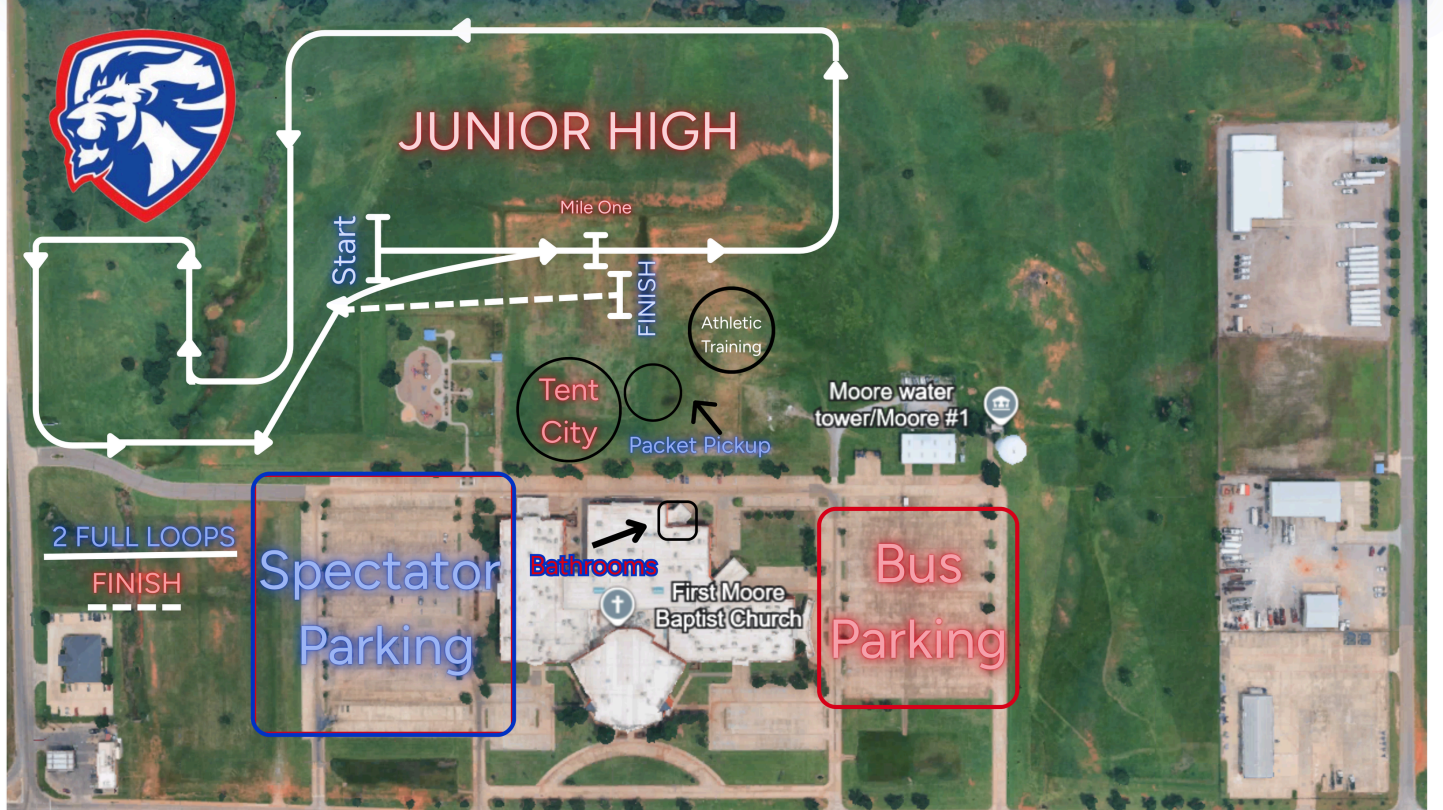 JUNIOR HIGH
Mile One
Start
FINISH
Athletic
Training
Tent
City
Packet Pickup
Moore water
tower/Moore #1
2 FULL LOOPS
FINISH
Spectator
Parking
Bathrooms
First Moore
Baptist Church
Bus
Parking